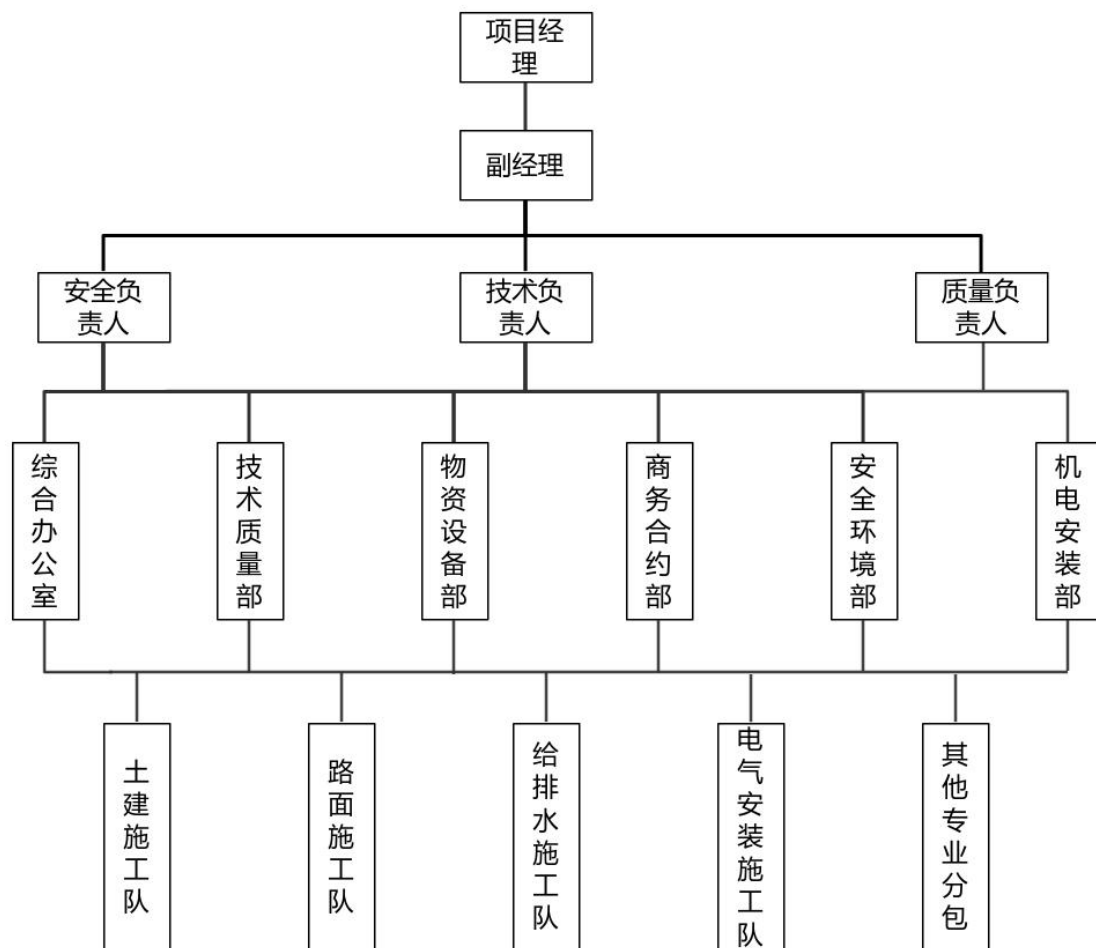 项目经
理
副经理
安全负
责人
技术负
责人
质量负
责人
综合办公室
技术质量部
物资设备部
商务合约部
安全环境部
机电安装部
土建施工队
路面施工队
给排水施工队
电气安装施工队
其他专业分包